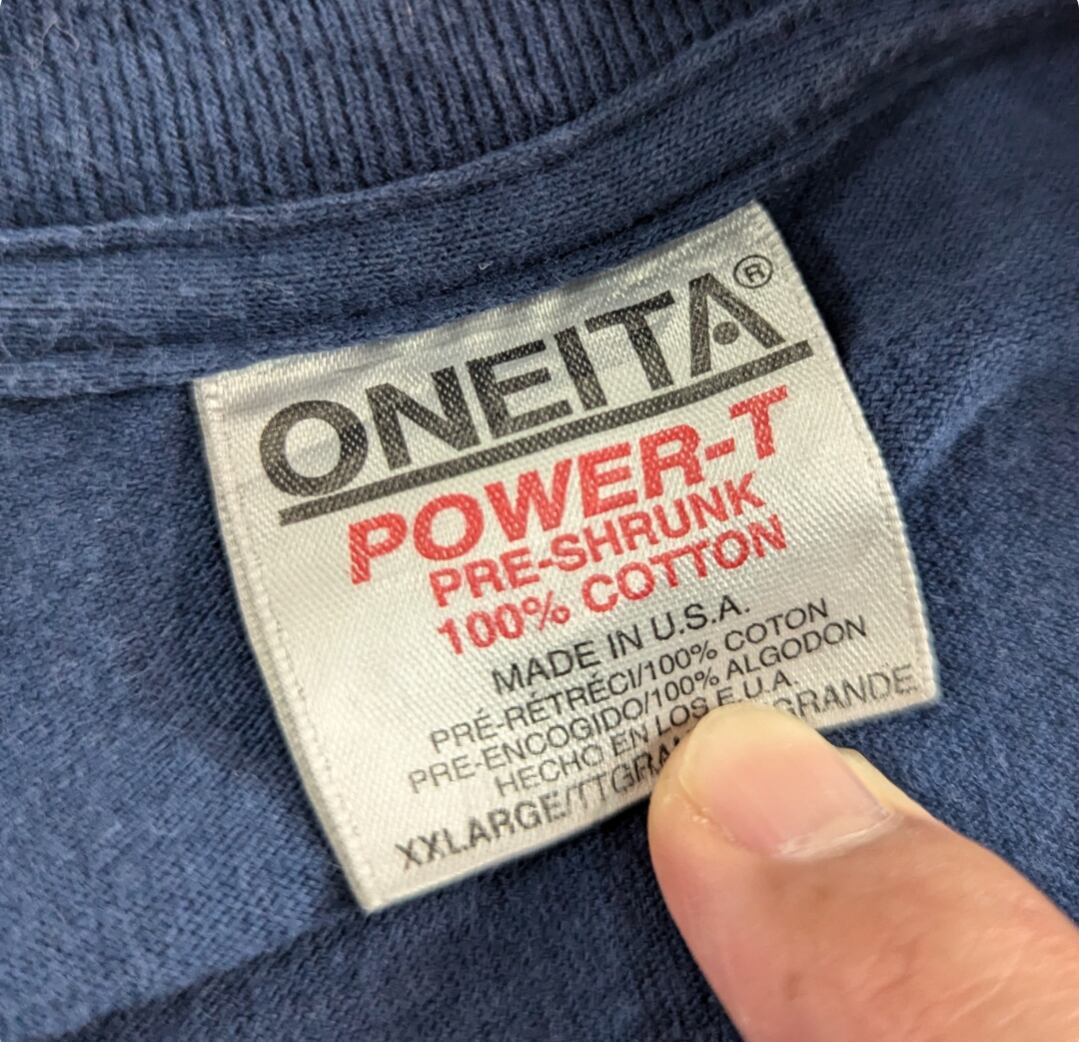 ONEITA®
POWER-T
PRE-SHRUNK
100% COTTON
MADE IN U.S.A.
PRÉ-RÉTRÉCI/100% COTON
PRE-ENCOGIDO/100% ALGODON
HECHO EN LOS E.U.A.
XXLARGE/ GRANDE